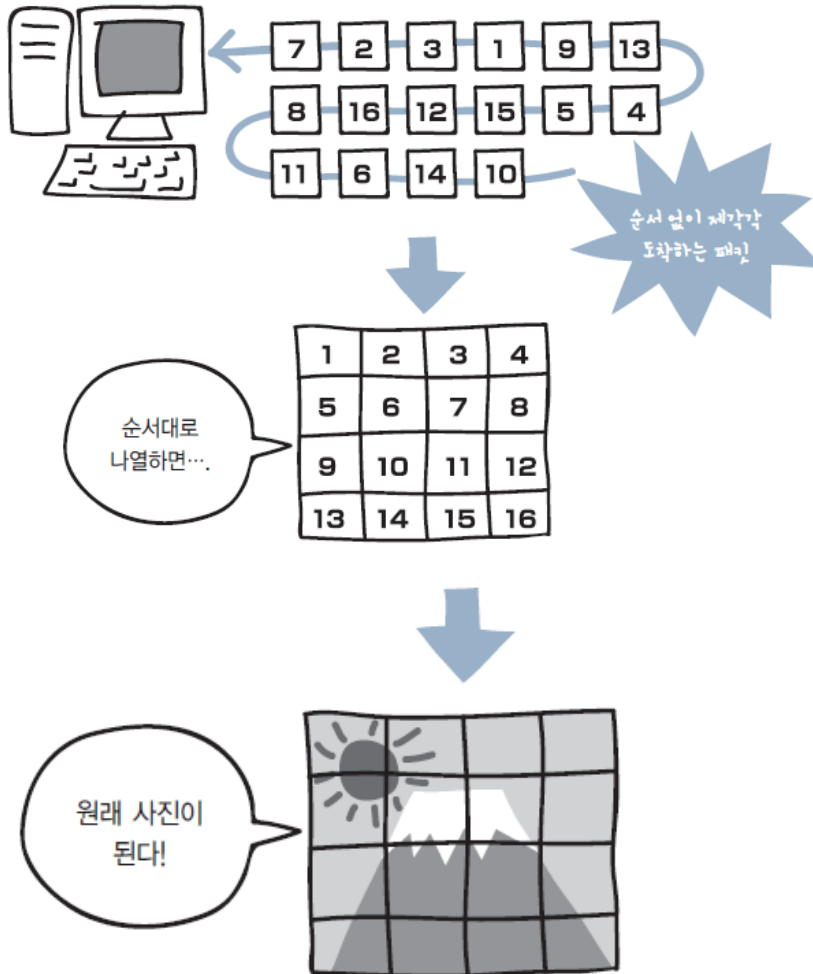 7 2 3 1 9 13
8 16 12 15 5 4
11 6 14 10
순서 없이 제각각
도착하는 패킷
1 2 3 4
5 6 7 8
9 10 11 12
13 14 15 16
순서대로
나열하면….
원래 사진이
된다!